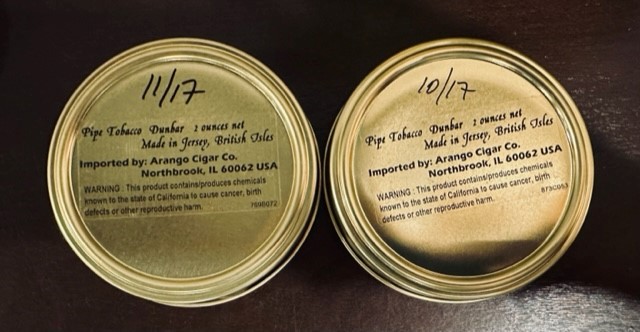 11/17
Pipe Tobacco Dunbar 2 ounces net
Made in Jersey, British Isles
Imported by: Arango Cigar Co.
Northbrook, IL 60062 USA
WARNING : This product contains/produces chemicals
known to the state of California to cause cancer, birth
defects or other reproductive harm.
10/17
Pipe Tobacco Dunbar 2 ounces net
Made in Jersey, British Isles
Imported by: Arango Cigar Co.
Northbrook, IL 60062 USA
WARNING : This product contains/produces chemicals
known to the state of California to cause cancer, birth
defects or other reproductive harm.